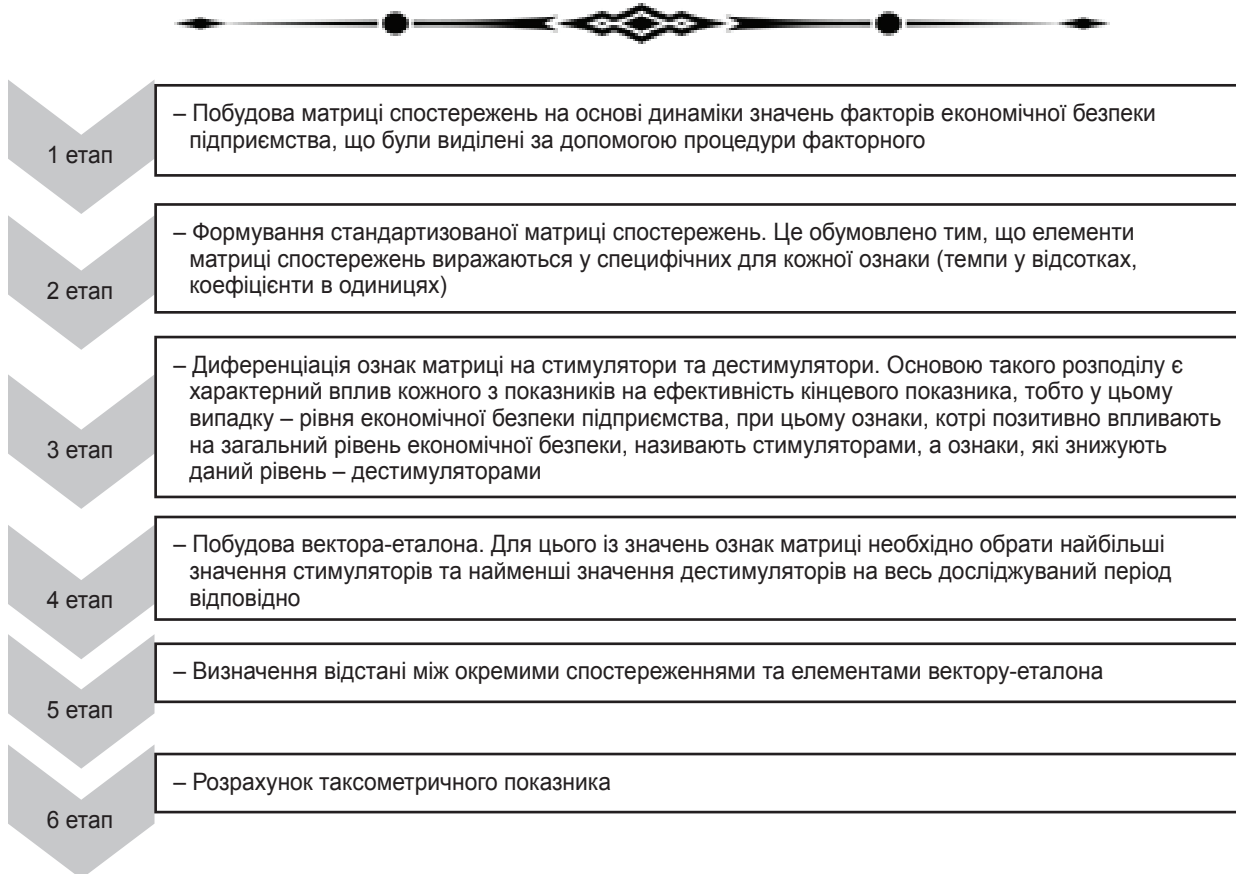 1 етап
– Побудова матриці спостережень на основі динаміки значень факторів економічної безпеки
підприємства, що були виділені за допомогою процедури факторного
2 етап
– Формування стандартизованої матриці спостережень. Це обумовлено тим, що елементи
матриці спостережень виражаються у специфічних для кожної ознаки (темпи у відсотках,
коефіцієнти в одиницях)
3 етап
– Диференціація ознак матриці на стимулятори та дестимулятори. Основою такого розподілу є
характерний вплив кожного з показників на ефективність кінцевого показника, тобто у цьому
випадку – рівня економічної безпеки підприємства, при цьому ознаки, котрі позитивно впливають
на загальний рівень економічної безпеки, називають стимуляторами, а ознаки, які знижують
даний рівень – дестимуляторами
4 етап
– Побудова вектора-еталона. Для цього із значень ознак матриці необхідно обрати найбільші
значення стимуляторів та найменші значення дестимуляторів на весь досліджуваний період
відповідно
5 етап
– Визначення відстані між окремими спостереженнями та елементами вектору-еталона
6 етап
– Розрахунок таксометричного показника